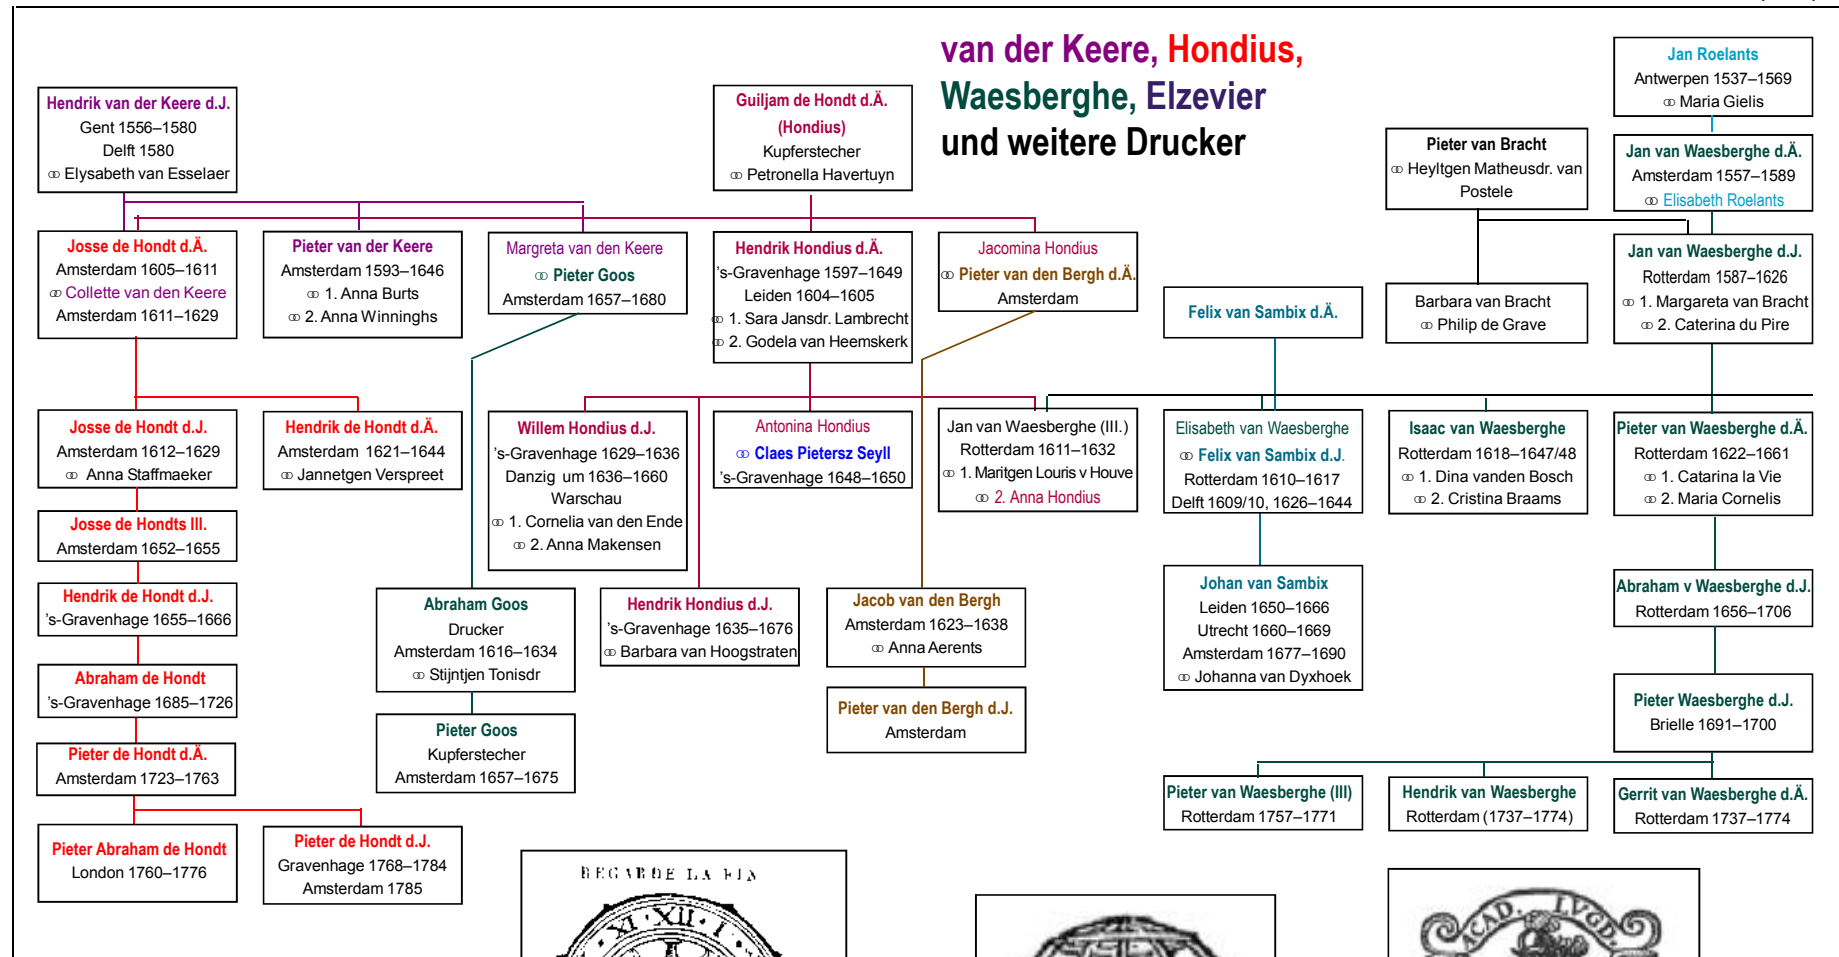 van der Keere, Hondius,
Waesberghe, Elzevier
und weitere Drucker
Hendrik van der Keere d.J.
Gent 1556–1580
Delft 1580
⚭ Elysabeth van Esselaer
Guiljam de Hondt d.Ä.
(Hondius)
Kupferstecher
⚭ Petronella Havertuyn
Pieter van Bracht
⚭ Heyltgen Matheusdr. van
Postele
Jan Roelants
Antwerpen 1537–1569
⚭ Maria Gielis
Jan van Waesberghe d.Ä.
Amsterdam 1557–1589
⚭ Elisabeth Roelants
Josse de Hondt d.Ä.
Amsterdam 1605–1611
⚭ Collette van den Keere
Amsterdam 1611–1629
Pieter van der Keere
Amsterdam 1593–1646
⚭ 1. Anna Burts
⚭ 2. Anna Winninghs
Margreta van den Keere
⚭ Pieter Goos
Amsterdam 1657–1680
Hendrik Hondius d.Ä.
's-Gravenhage 1597–1649
Leiden 1604–1605
⚭ 1. Sara Jansdr. Lambrecht
⚭ 2. Godela van Heemskerk
Jacomina Hondius
⚭ Pieter van den Bergh d.Ä.
Amsterdam
Felix van Sambix d.Ä.
Barbara van Bracht
⚭ Philip de Grave
Jan van Waesberghe d.J.
Rotterdam 1587–1626
⚭ 1. Margareta van Bracht
⚭ 2. Caterina du Pire
Josse de Hondt d.J.
Amsterdam 1612–1629
⚭ Anna Staffmaeker
Hendrik de Hondt d.Ä.
Amsterdam 1621–1644
⚭ Jannetgen Verspreet
Willem Hondius d.J.
's-Gravenhage 1629–1636
Danzig um 1636–1660
Warschau
⚭ 1. Cornelia van den Ende
⚭ 2. Anna Makensen
Antonina Hondius
⚭ Claes Pietersz Seyll
's-Gravenhage 1648–1650
Jan van Waesberghe (III.)
Rotterdam 1611–1632
⚭ 1. Maritgen Louris v Houve
⚭ 2. Anna Hondius
Elisabeth van Waesberghe
⚭ Felix van Sambix d.J.
Rotterdam 1610–1617
Delft 1609/10, 1626–1644
Isaac van Waesberghe
Rotterdam 1618–1647/48
⚭ 1. Dina vanden Bosch
⚭ 2. Cristina Braams
Pieter van Waesberghe d.Ä.
Rotterdam 1622–1661
⚭ 1. Catarina la Vie
⚭ 2. Maria Cornelis
Josse de Hondts III.
Amsterdam 1652–1655
Hendrik de Hondt d.J.
's-Gravenhage 1655–1666
Abraham Goos
Drucker
Amsterdam 1616–1634
⚭ Stijntjen Tonisdr
Hendrik Hondius d.J.
's-Gravenhage 1635–1676
⚭ Barbara van Hoogstraten
Jacob van den Bergh
Amsterdam 1623–1638
⚭ Anna Aerents
Johan van Sambix
Leiden 1650–1666
Utrecht 1660–1669
Amsterdam 1677–1690
⚭ Johanna van Dyxhoek
Abraham v Waesberghe d.J.
Rotterdam 1656–1706
Abraham de Hondt
's-Gravenhage 1685–1726
Pieter Goos
Kupferstecher
Amsterdam 1657–1675
Pieter van den Bergh d.J.
Amsterdam
Pieter Waesberghe d.J.
Brielle 1691–1700
Pieter de Hondt d.Ä.
Amsterdam 1723–1763
Pieter van Waesberghe (III)
Rotterdam 1757–1771
Hendrik van Waesberghe
Rotterdam (1737–1774)
Gerrit van Waesberghe d.Ä.
Rotterdam 1737–1774
Pieter Abraham de Hondt
London 1760–1776
Pieter de Hondt d.J.
Gravenhage 1768–1784
Amsterdam 1785
REGARDE LA FIN
XI · XII · I
ACAD. LVGD.